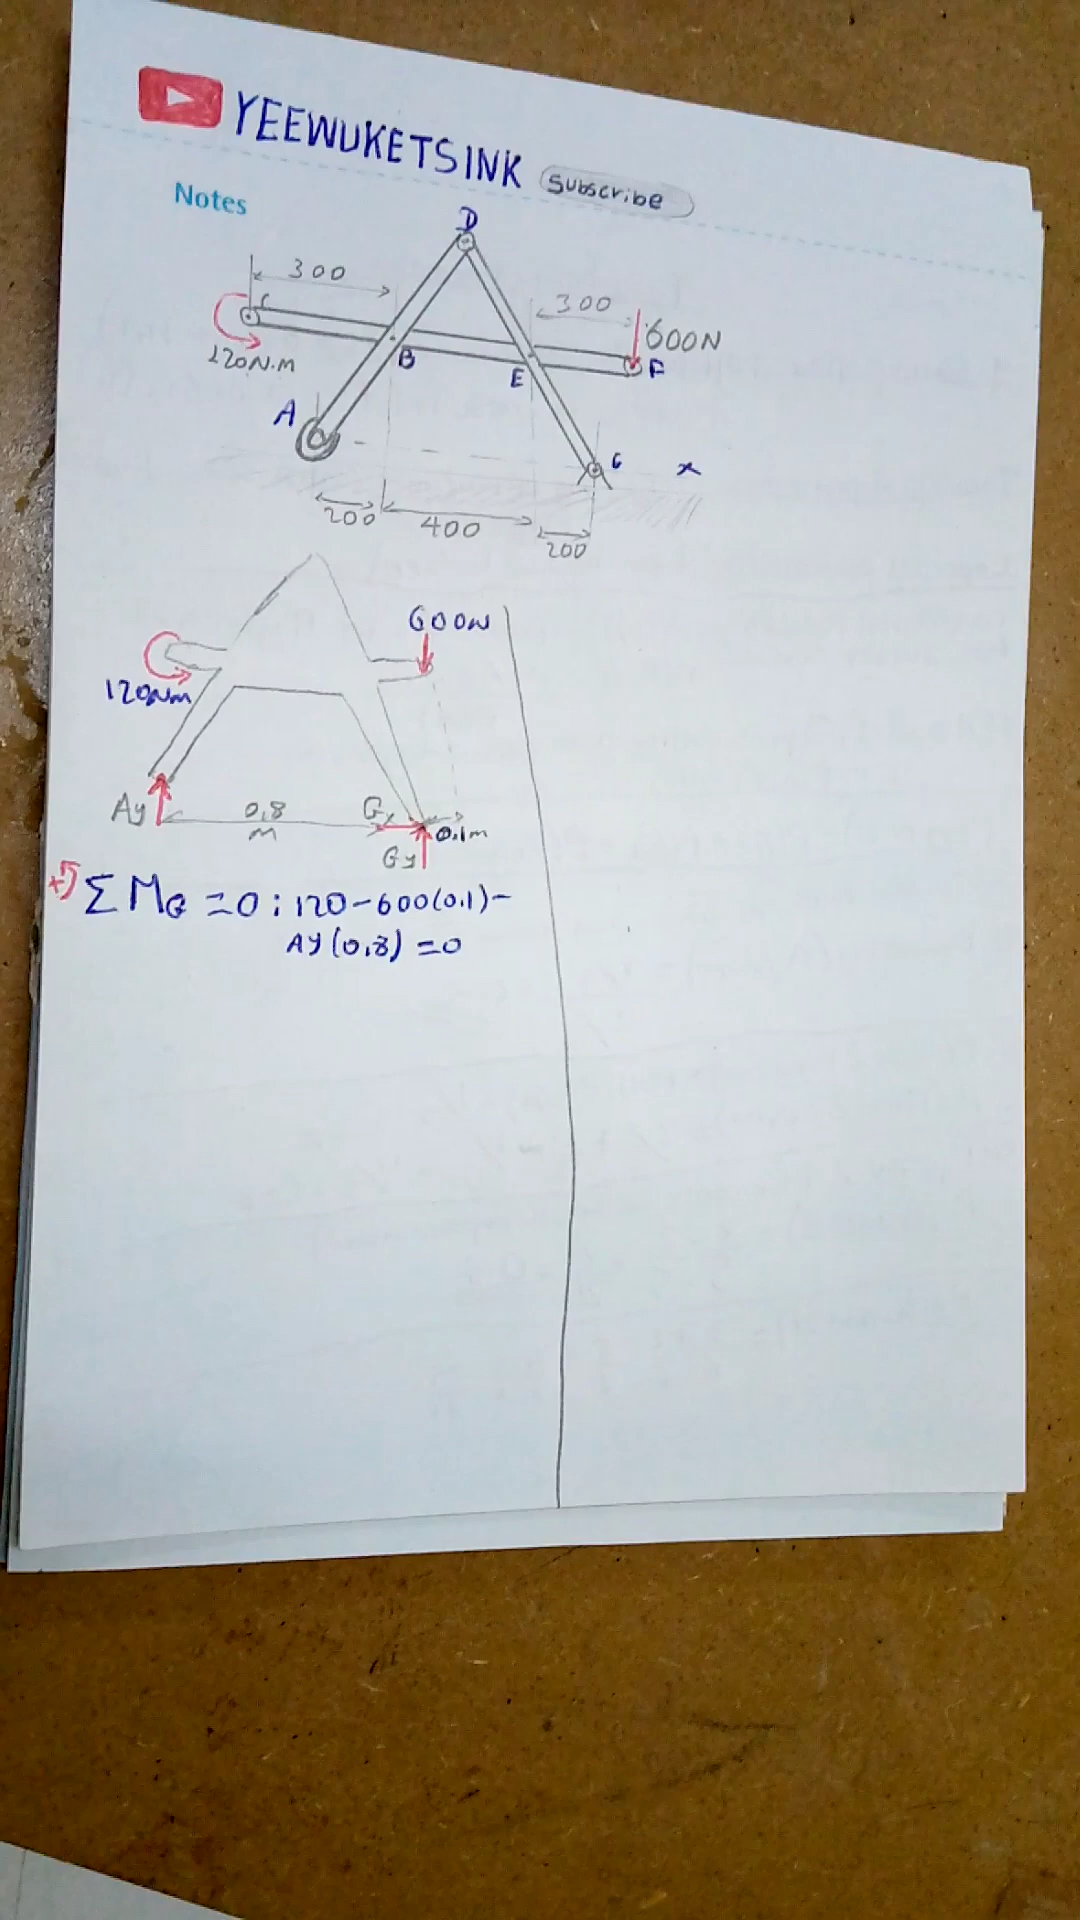 YEEWUKETSINK subscribe
Notes
D
300
300
C
600N
120N.m
B
E
F
A
G
x
200
400
200
600N
120Nm
Ay
0,8
m
Gx
0.1m
Gy
+) ΣMG =0; 120-600(0.1)-
AY(0,8) =0